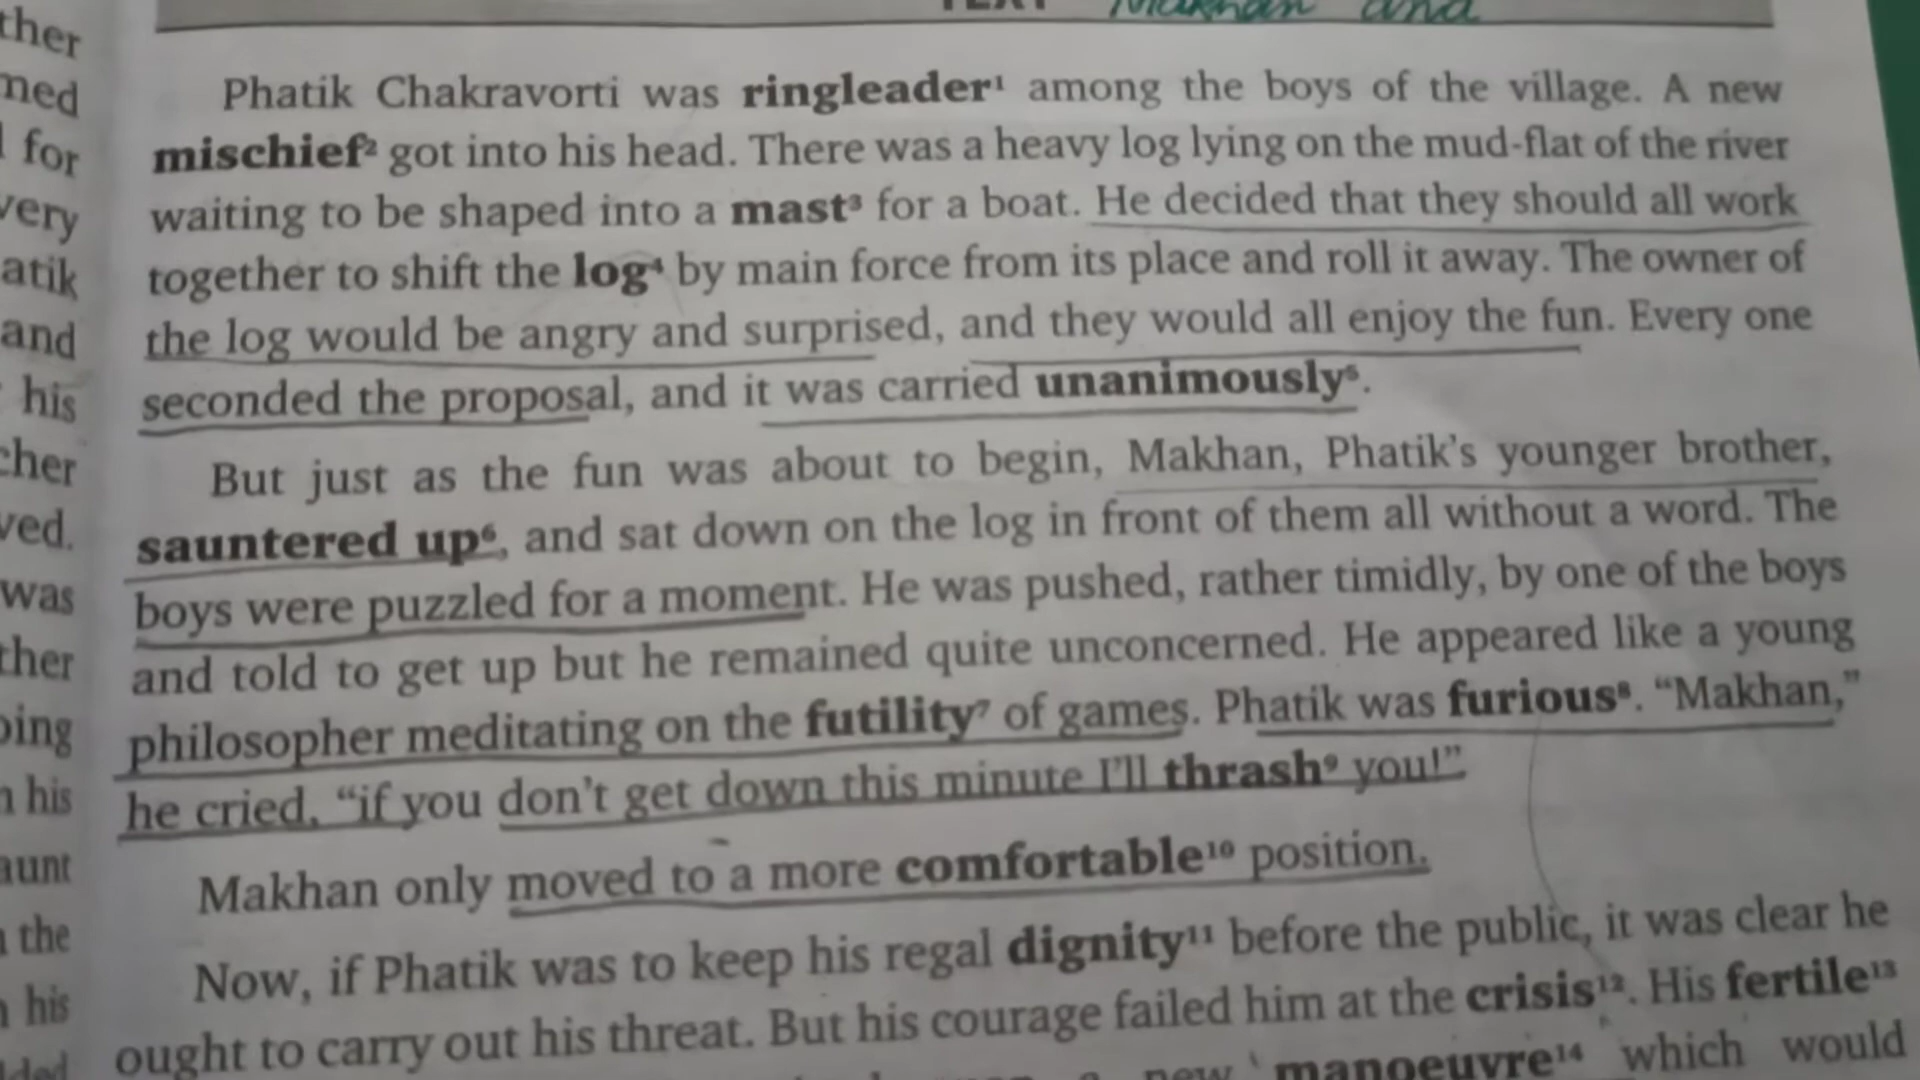 TEXT Makhan and
Phatik Chakravorti was ringleader¹ among the boys of the village. A new
mischief² got into his head. There was a heavy log lying on the mud-flat of the river
waiting to be shaped into a mast³ for a boat. He decided that they should all work
together to shift the log⁴ by main force from its place and roll it away. The owner of
the log would be angry and surprised, and they would all enjoy the fun. Every one
seconded the proposal, and it was carried unanimously⁵.
But just as the fun was about to begin, Makhan, Phatik's younger brother,
sauntered up⁶, and sat down on the log in front of them all without a word. The
boys were puzzled for a moment. He was pushed, rather timidly, by one of the boys
and told to get up but he remained quite unconcerned. He appeared like a young
philosopher meditating on the futility⁷ of games. Phatik was furious⁸. “Makhan,”
he cried, “if you don't get down this minute I'll thrash⁹ you!”
Makhan only moved to a more comfortable¹⁰ position.
Now, if Phatik was to keep his regal dignity¹¹ before the public, it was clear he
ought to carry out his threat. But his courage failed him at the crisis¹². His fertile¹³
a new manoeuvre¹⁴ which would
ther
med
for
very
atik
and
his
cher
ved.
was
ther
ping
his
aunt
the
his